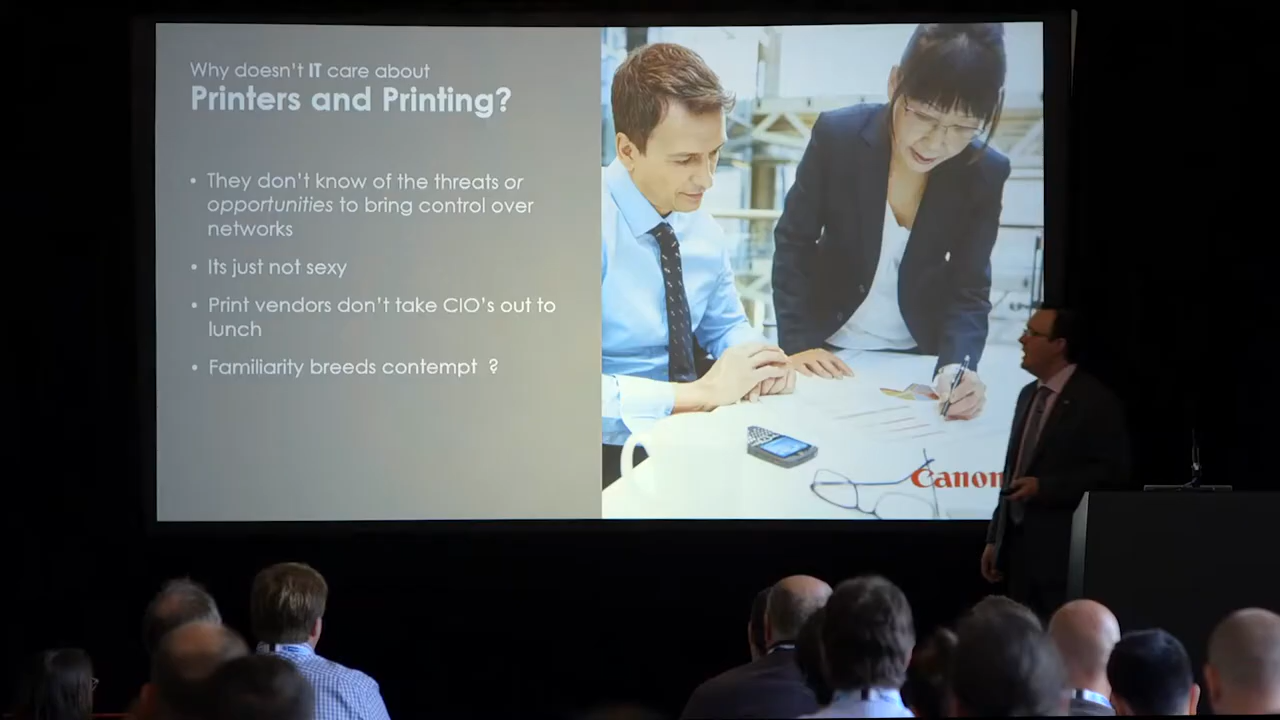 Why doesn't IT care about
Printers and Printing?
• They don't know of the threats or
opportunities to bring control over
networks
• Its just not sexy
• Print vendors don't take CIO's out to
lunch
• Familiarity breeds contempt ?
Canon